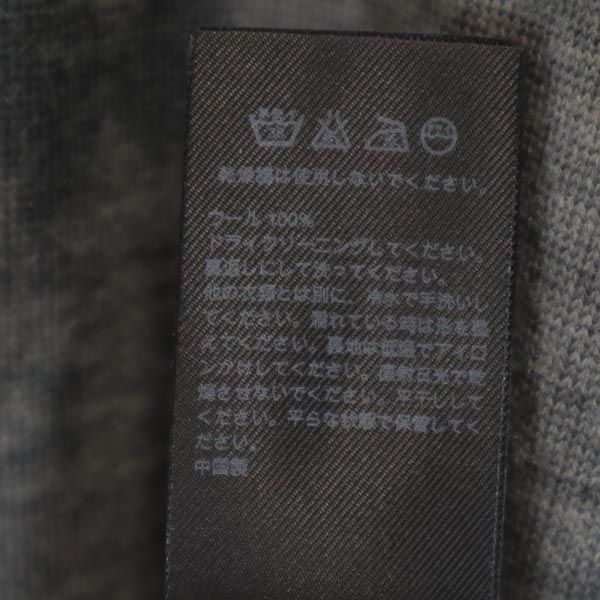 乾燥機は使用しないでください。
ウール 100%
ドライクリーニングしてください。
裏返しにして洗ってください。
他の衣類とは別に、冷水で手洗いし
てください。濡れている時は形を整
えてください。裏地は低温でアイロ
ンがけしてください。直射日光で乾
燥させないでください。平干しして
ください。平らな状態で保管してく
ださい。
中国製